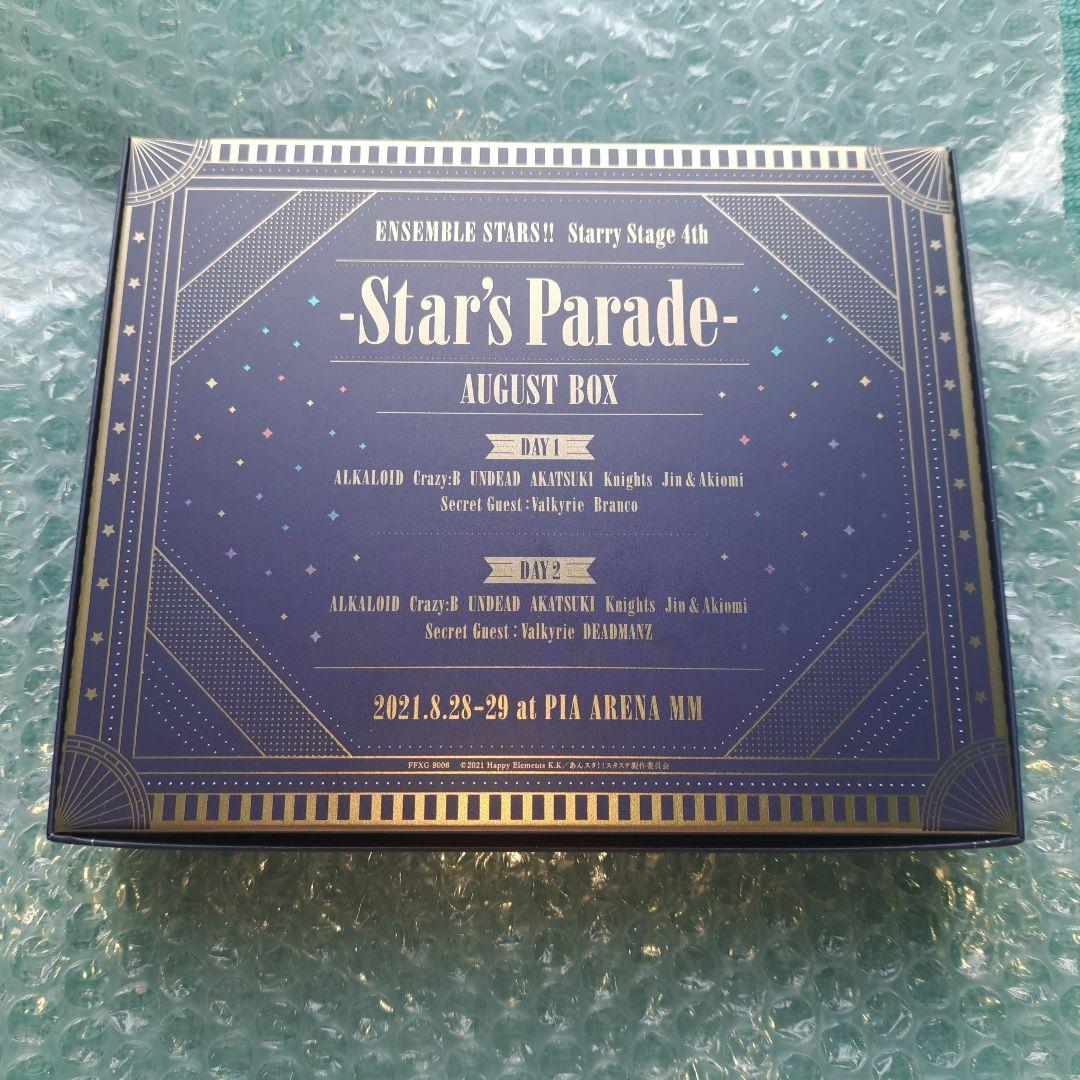 ENSEMBLE STARS!! Starry Stage 4th
-Star's Parade-
AUGUST BOX
DAY 1
ALKALOID Crazy:B UNDEAD AKATSUKI Knights Jin & Akiomi
Secret Guest : Valkyrie Branco
DAY 2
ALKALOID Crazy:B UNDEAD AKATSUKI Knights Jin & Akiomi
Secret Guest : Valkyrie DEADMANZ
2021.8.28-29 at PIA ARENA MM
FFXG 9006 ©2021 Happy Elements K.K/あんスタ!!スタステ製作委員会